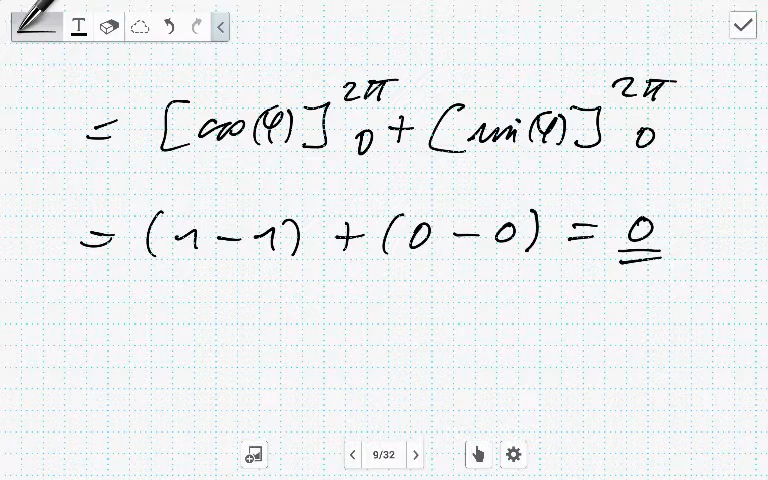 T
= [cos(φ)]₀^2π + [sin(φ)]₀^2π
= (1 - 1) + (0 - 0) = 0
9/32